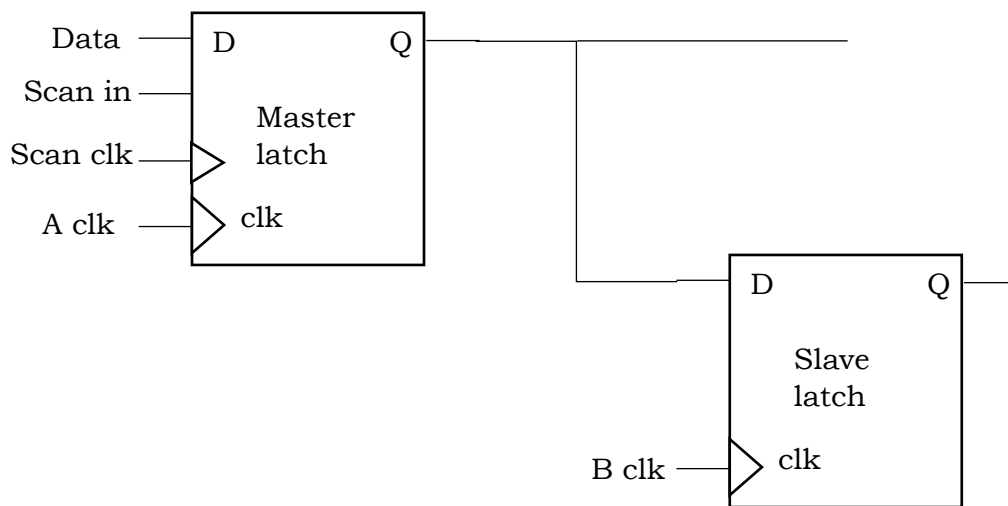 Data
D
Q
Scan in
Master
latch
Scan clk
A clk
clk
D
Q
Slave
latch
B clk
clk